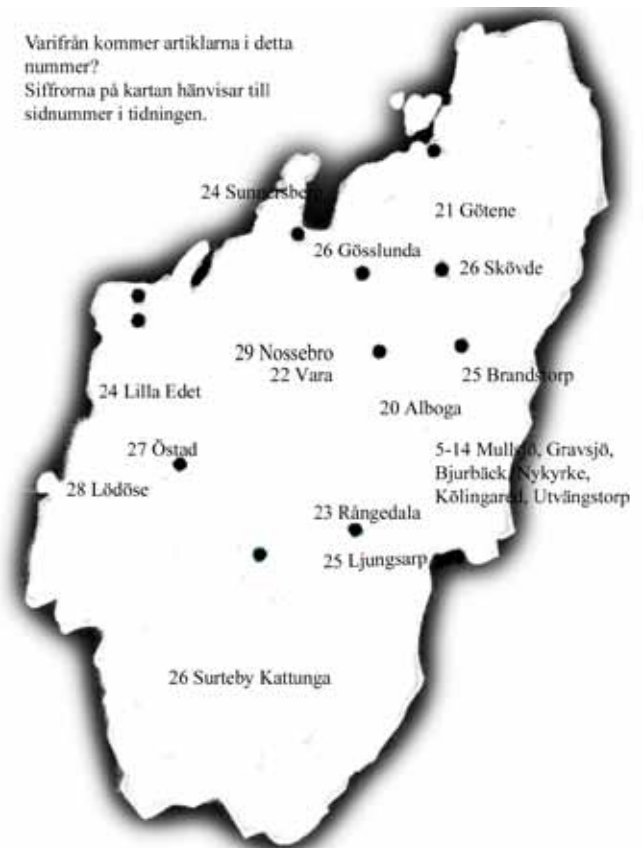 Varifrån kommer artiklarna i detta
nummer?
Siffrorna på kartan hänvisar till
sidnummer i tidningen.
24 Sunnersberg
21 Götene
26 Gösslunda
26 Skövde
29 Nossebro
22 Vara
25 Brandstorp
24 Lilla Edet
20 Alboga
27 Östad
5-14 Mullsjö, Gravsjö,
Bjurbäck, Nykyrke,
Kölingared, Utvängstorp
28 Lödöse
23 Rångedala
25 Ljungsarp
26 Surteby Kattunga